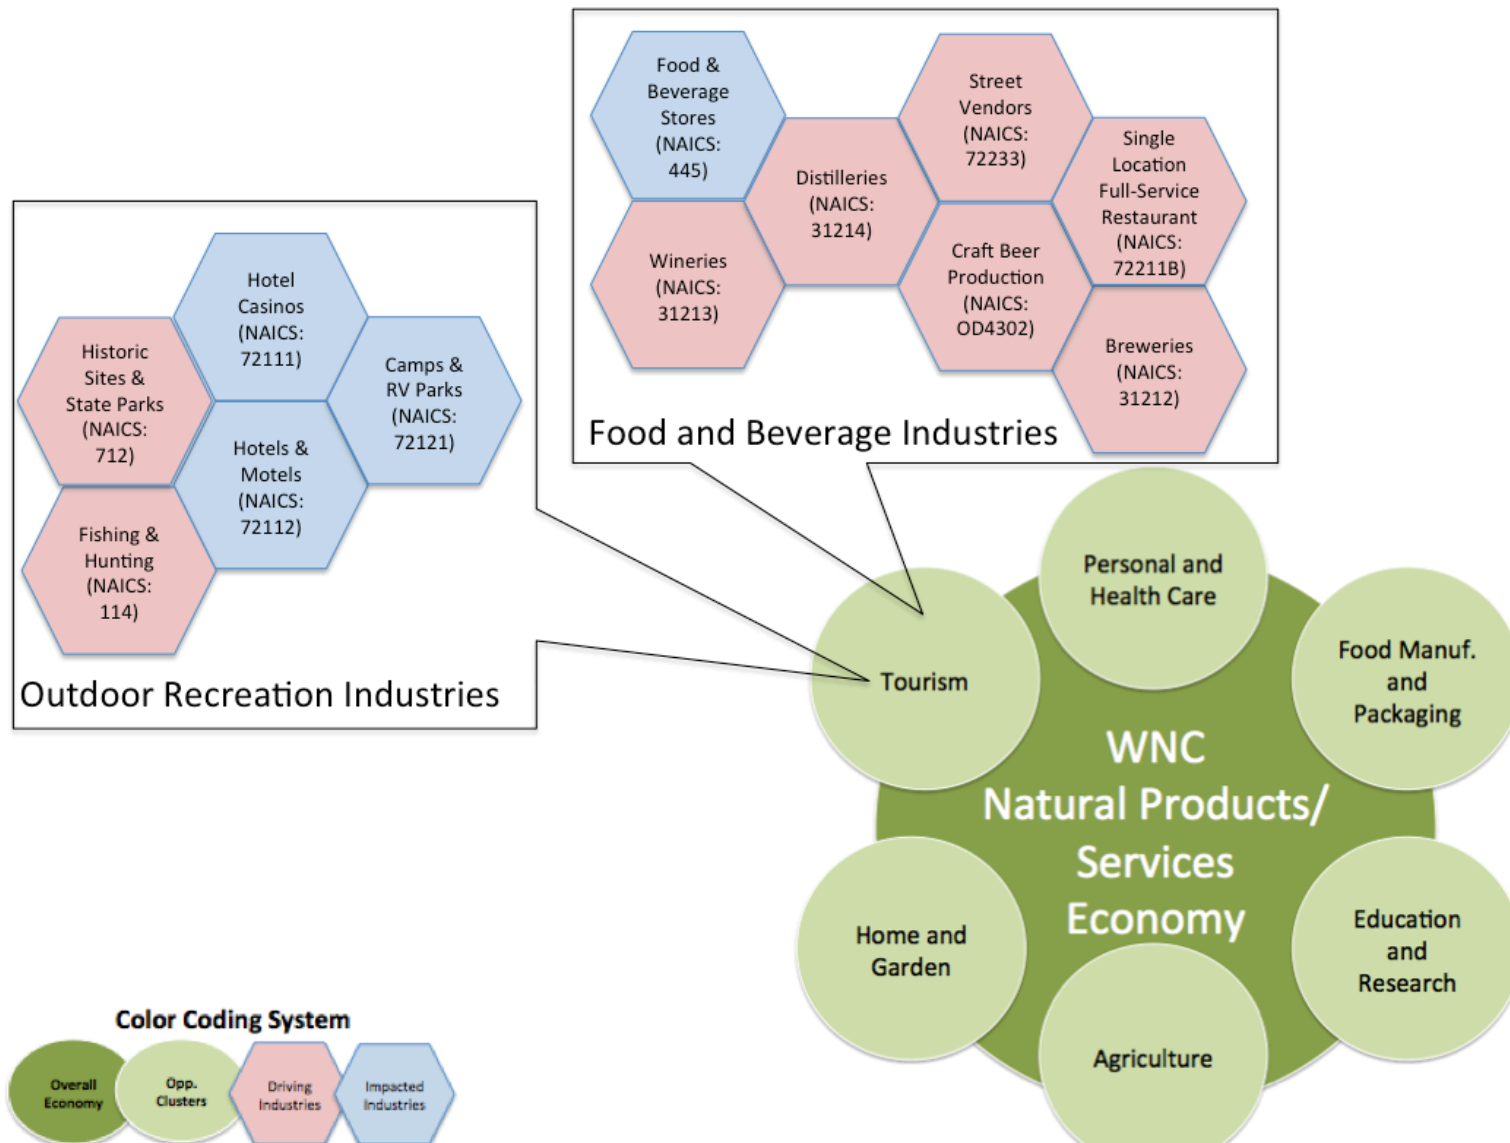 Food &
Beverage
Stores
(NAICS:
445)
Street
Vendors
(NAICS:
72233)
Single
Location
Full-Service
Restaurant
(NAICS:
72211B)
Distilleries
(NAICS:
31214)
Wineries
(NAICS:
31213)
Craft Beer
Production
(NAICS:
OD4302)
Breweries
(NAICS:
31212)
Food and Beverage Industries
Hotel
Casinos
(NAICS:
72111)
Historic
Sites &
State Parks
(NAICS:
712)
Camps &
RV Parks
(NAICS:
72121)
Hotels &
Motels
(NAICS:
72112)
Fishing &
Hunting
(NAICS:
114)
Outdoor Recreation Industries
Personal and
Health Care
Tourism
Food Manuf.
and
Packaging
WNC
Natural Products/
Services
Economy
Home and
Garden
Education
and
Research
Agriculture
Color Coding System
Overall
Economy
Opp.
Clusters
Driving
Industries
Impacted
Industries